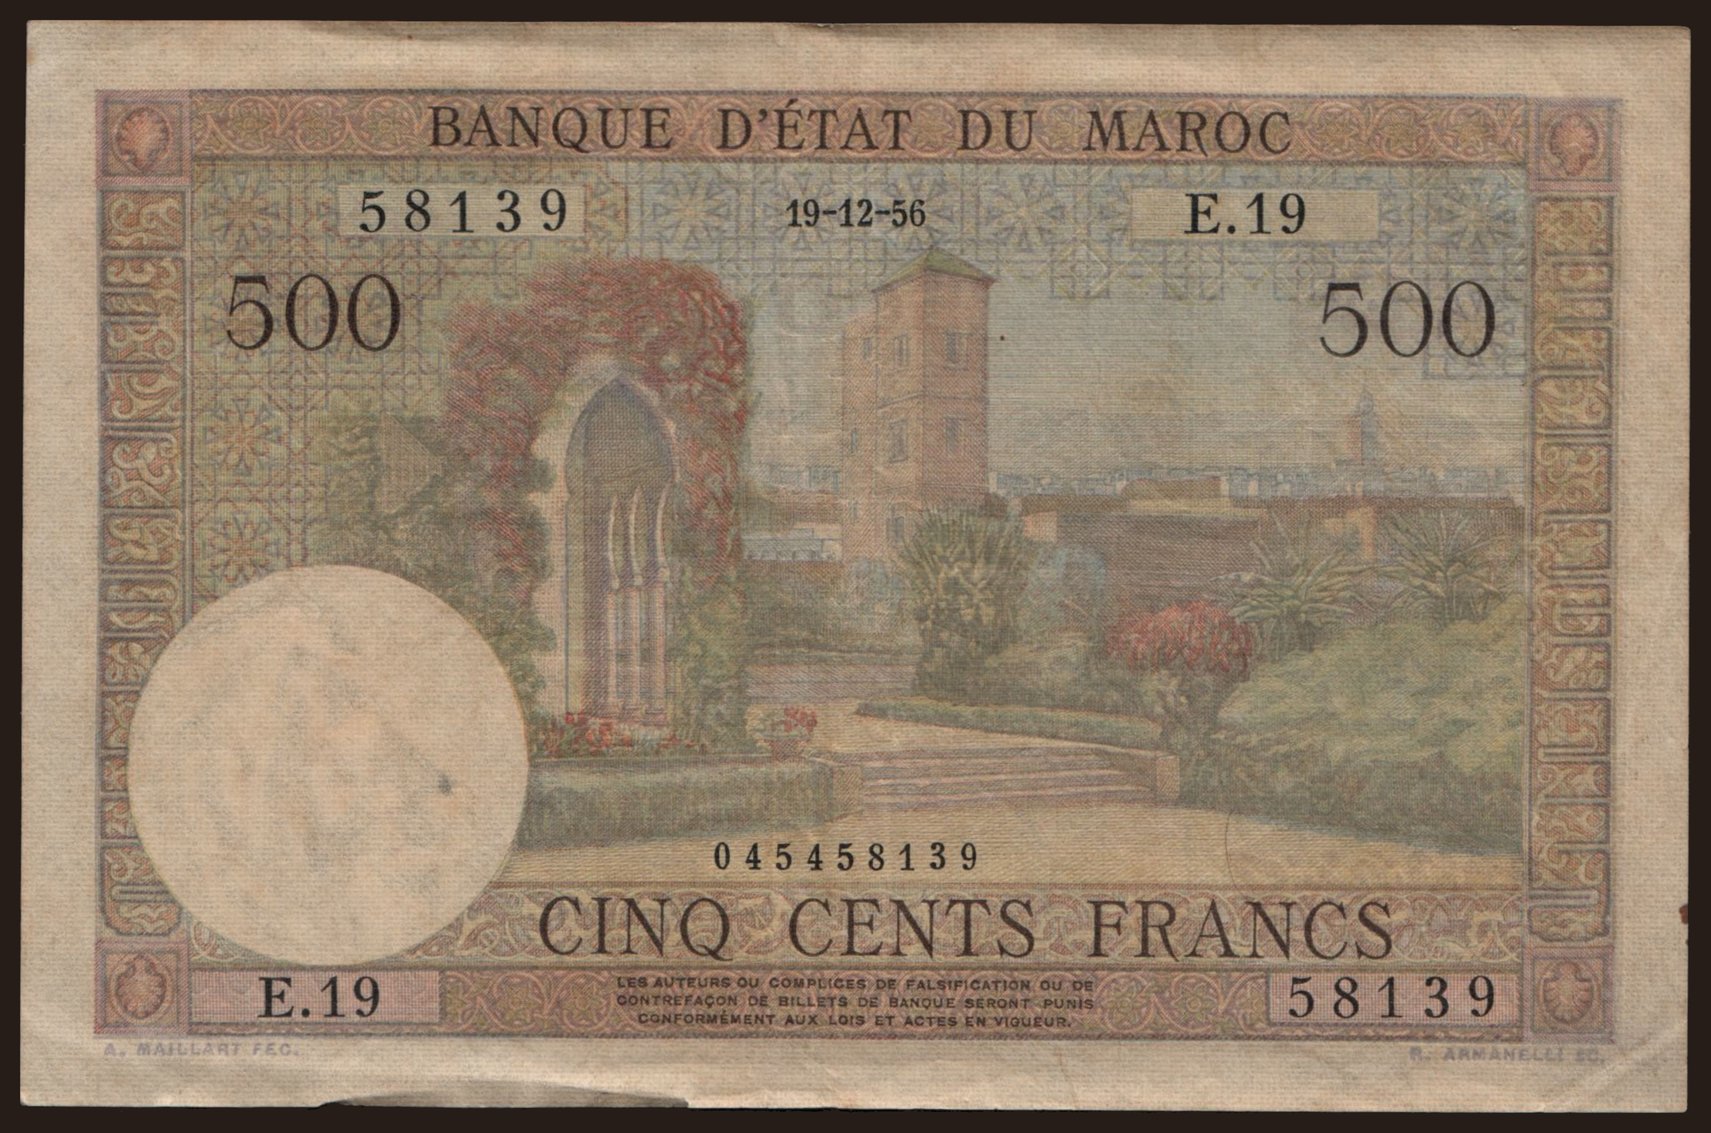 BANQUE D'ÉTAT DU MAROC
58139 19-12-56 E.19
500 500
045458139
CINQ CENTS FRANCS
E.19 58139
LES AUTEURS OU COMPLICES DE FALSIFICATION OU DE
CONTREFAÇON DE BILLETS DE BANQUE SERONT PUNIS
CONFORMÉMENT AUX LOIS ET ACTES EN VIGUEUR.
A. MAILLART FEC. R. ARMANELLI SC.